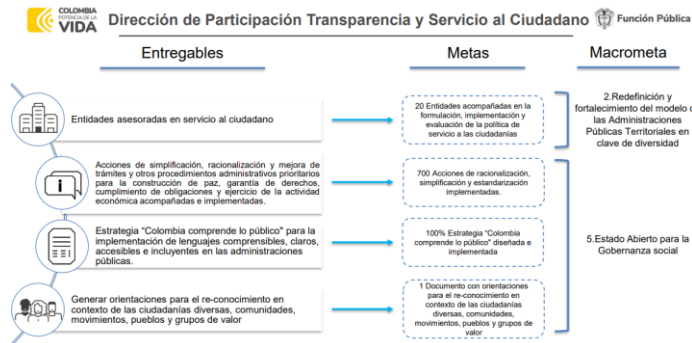 COLOMBIA
POTENCIA DE LA
VIDA
Dirección de Participación Transparencia y Servicio al Ciudadano
Función Pública
Entregables
Metas
Macrometa
Entidades asesoradas en servicio al ciudadano
20 Entidades acompañadas en la
formulación, implementación y
evaluación de la política de
servicio a las ciudadanías
2.Redefinición y
fortalecimiento del modelo d
las Administraciones
Públicas Territoriales en
clave de diversidad
Acciones de simplificación, racionalización y mejora de
trámites y otros procedimientos administrativos prioritarios
para la construcción de paz, garantía de derechos,
cumplimiento de obligaciones y ejercicio de la actividad
económica acompañadas e implementadas.
700 Acciones de racionalización,
simplificación y estandarización
implementadas.
Estrategia "Colombia comprende lo público" para la
implementación de lenguajes comprensibles, claros,
accesibles e incluyentes en las administraciones
públicas.
100% Estrategia "Colombia
comprende lo público" diseñada e
implementada
5.Estado Abierto para la
Gobernanza social
Generar orientaciones para el re-conocimiento en
contexto de las ciudadanías diversas, comunidades,
movimientos, pueblos y grupos de valor
1 Documento con orientaciones
para el re-conocimiento en
contexto de las ciudadanías
diversas, comunidades,
movimientos, pueblos y grupos de
valor